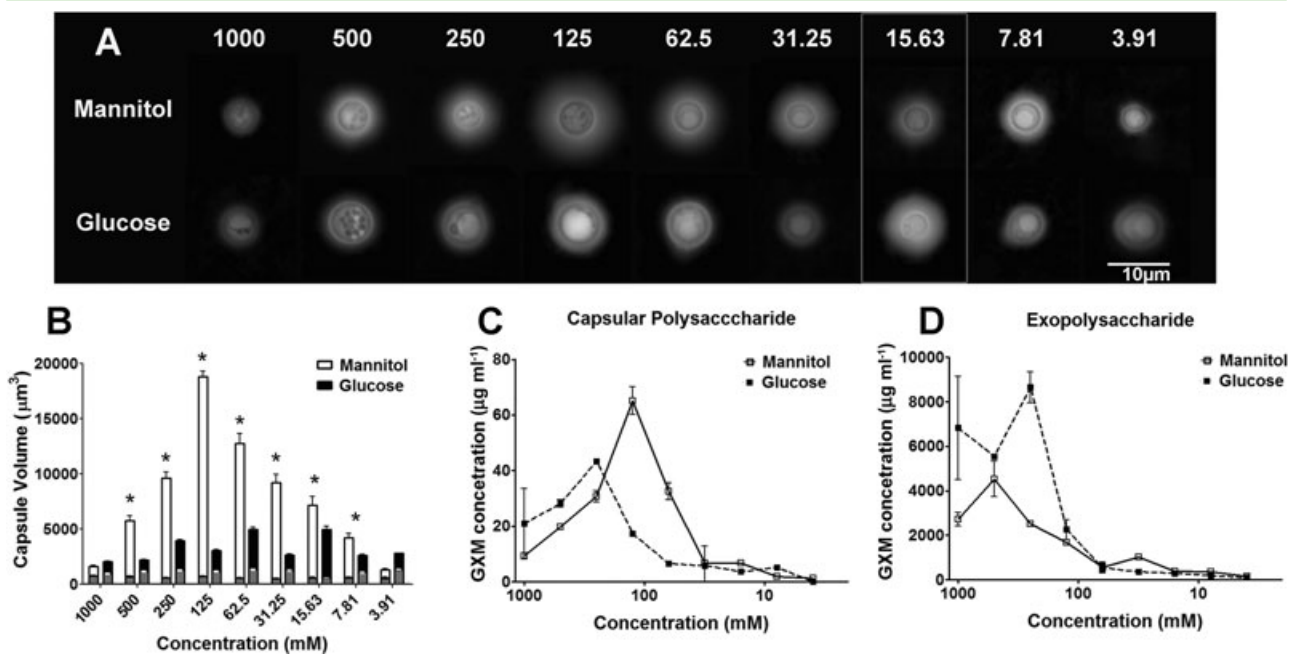 A 1000 500 250 125 62.5 31.25 15.63 7.81 3.91
Mannitol
Glucose
10µm
B
Mannitol
Glucose
Capsule Volume (µm³)
20000
15000
10000
5000
0
* * * * * * *
1000 500 250 125 62.5 31.25 15.63 7.81 3.91
Concentration (mM)
C Capsular Polysacccharide
Mannitol
Glucose
GXM concetration (µg ml⁻¹)
80
60
40
20
0
1000 100 10
Concentration (mM)
D Exopolysaccharide
Mannitol
Glucose
GXM concetration (µg ml⁻¹)
10000
8000
6000
4000
2000
0
1000 100 10
Concentration (mM)